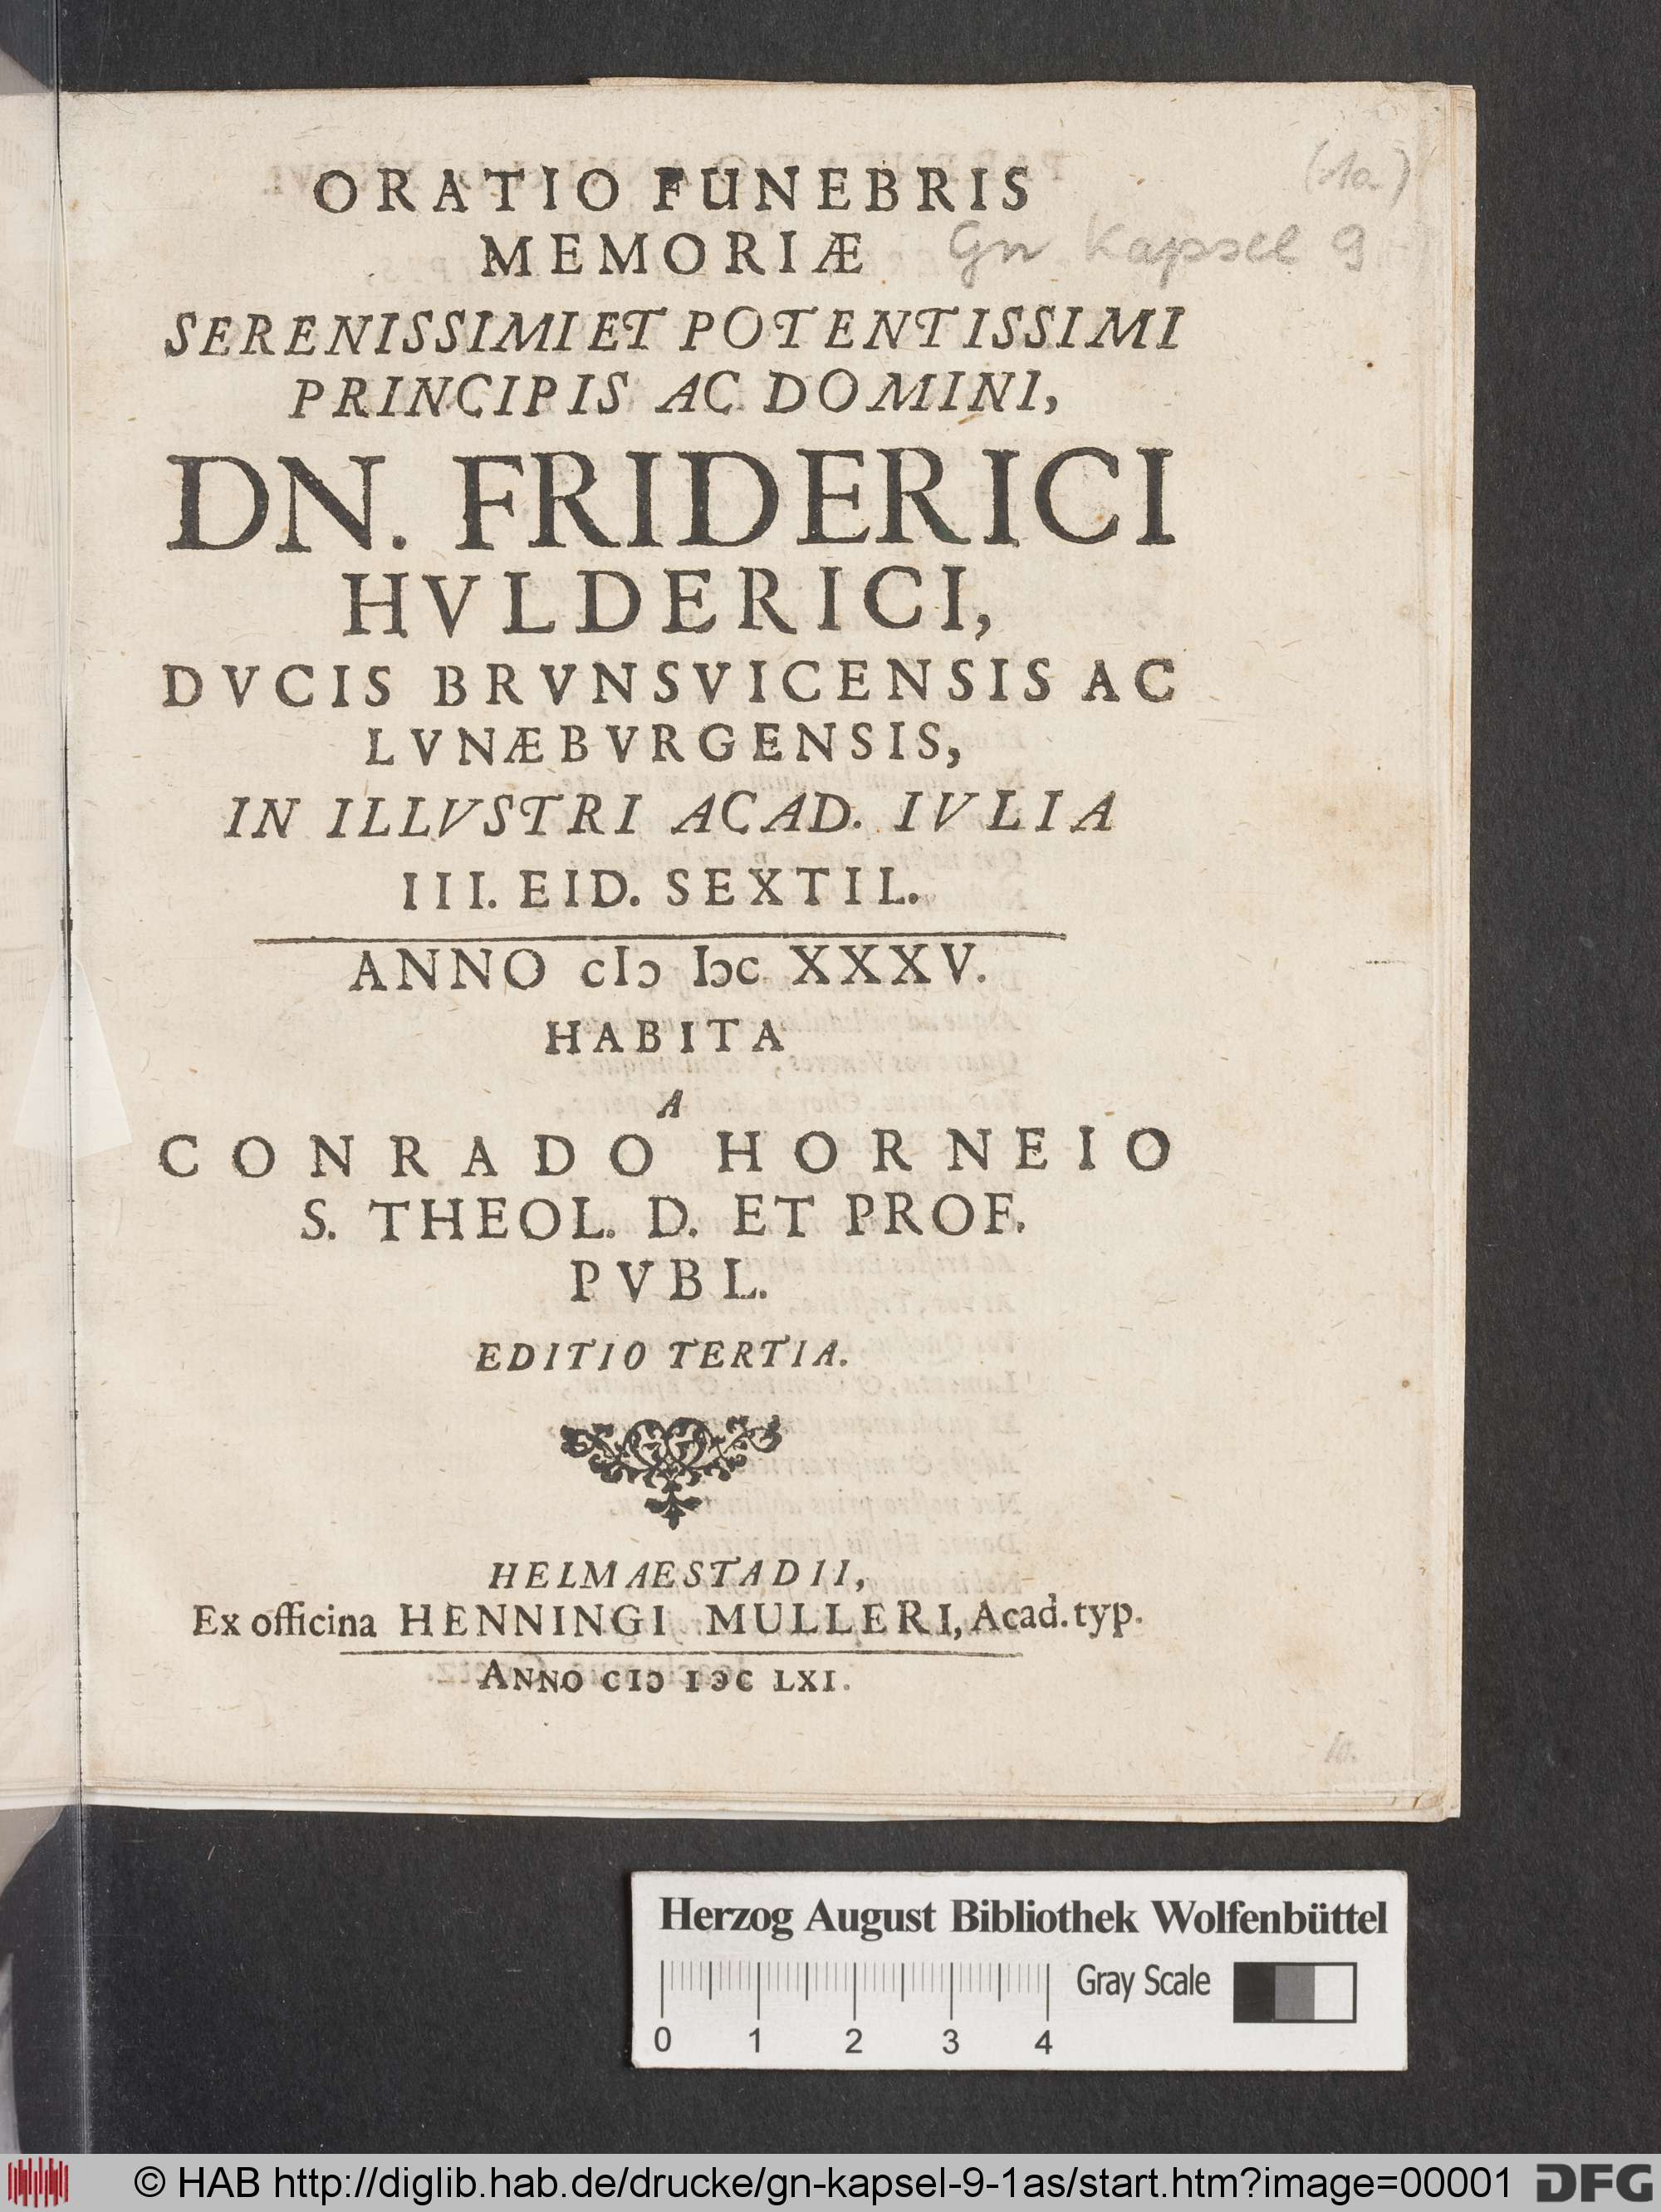 ORATIO FUNEBRIS
MEMORIÆ
Gn Kapsel 9
SERENISSIMI ET POTENTISSIMI
PRINCIPIS AC DOMINI,
DN. FRIDERICI
HVLDERICI,
DVCIS BRVNSVICENSIS AC
LVNÆBVRGENSIS,
IN ILLVSTRI ACAD. IVLIA
III. EID. SEXTIL.
ANNO cIↄ Iↄc XXXV.
HABITA
A
CONRADO HORNEIO
S. THEOL. D. ET PROF.
PVBL.
EDITIO TERTIA.
HELMAESTADII,
Ex officina HENNINGI MULLERI, Acad. typ.
ANNO CIↃ IↃC LXI.
Herzog August Bibliothek Wolfenbüttel
Gray Scale
0 1 2 3 4
© HAB http://diglib.hab.de/drucke/gn-kapsel-9-1as/start.htm?image=00001 DFG